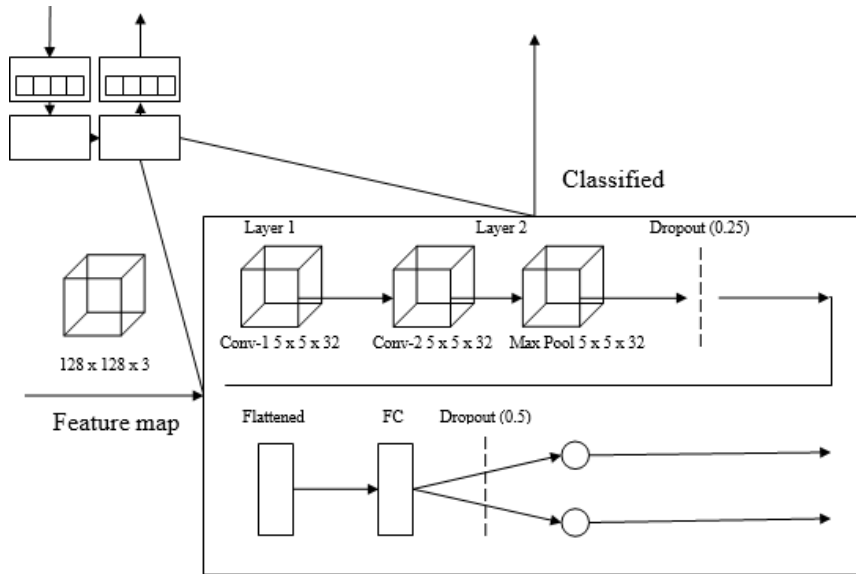 Classified
Layer 1
Layer 2
Dropout (0.25)
Conv-1 5 x 5 x 32
Conv-2 5 x 5 x 32
Max Pool 5 x 5 x 32
128 x 128 x 3
Feature map
Flattened
FC
Dropout (0.5)